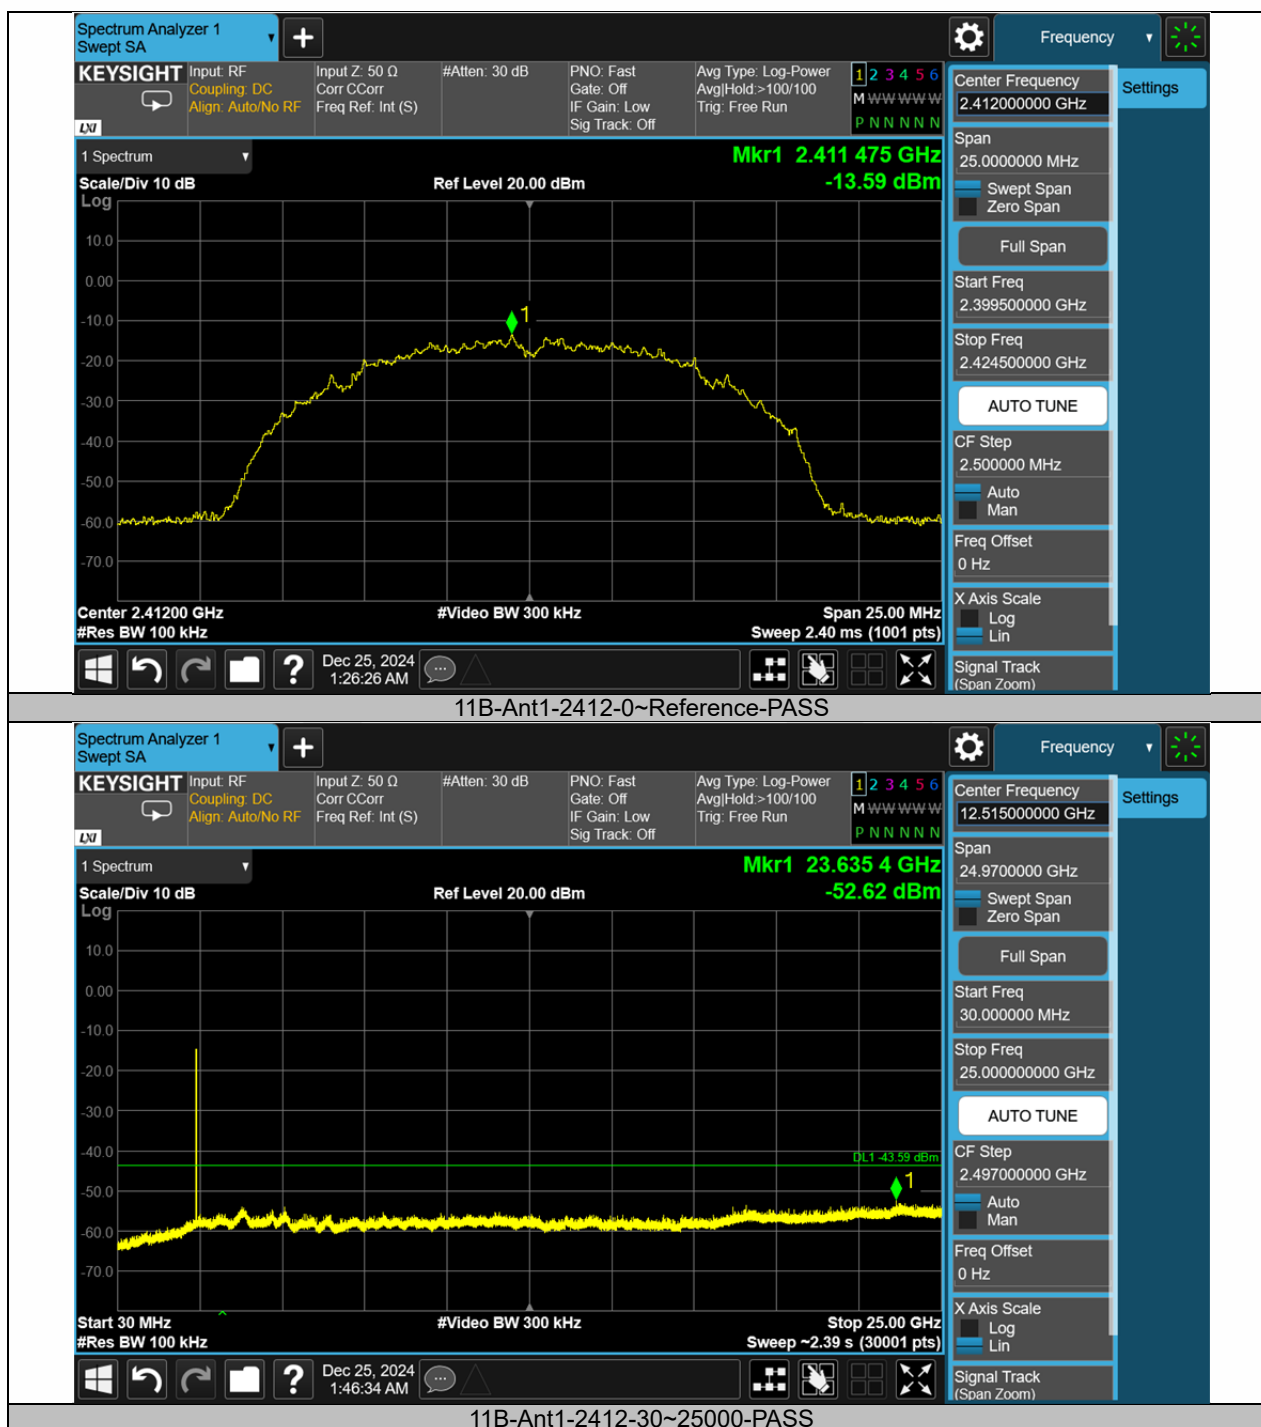 Spectrum Analyzer 1
Swept SA
Frequency
KEYSIGHT
LXI
Input: RF
Coupling: DC
Align: Auto/No RF
Input Z: 50 Ω
Corr CCorr
Freq Ref: Int (S)
#Atten: 30 dB
PNO: Fast
Gate: Off
IF Gain: Low
Sig Track: Off
Avg Type: Log-Power
Avg|Hold:>100/100
Trig: Free Run
1 2 3 4 5 6
M W W W W W
P N N N N N
1 Spectrum
Mkr1 2.411 475 GHz
-13.59 dBm
Scale/Div 10 dB
Ref Level 20.00 dBm
Log
10.0
0.00
-10.0
-20.0
-30.0
-40.0
-50.0
-60.0
-70.0
1
Center 2.41200 GHz
#Video BW 300 kHz
Span 25.00 MHz
#Res BW 100 kHz
Sweep 2.40 ms (1001 pts)
Dec 25, 2024
1:26:26 AM
Center Frequency
2.412000000 GHz
Settings
Span
25.0000000 MHz
Swept Span
Zero Span
Full Span
Start Freq
2.399500000 GHz
Stop Freq
2.424500000 GHz
AUTO TUNE
CF Step
2.500000 MHz
Auto
Man
Freq Offset
0 Hz
X Axis Scale
Log
Lin
Signal Track
(Span Zoom)
11B-Ant1-2412-0~Reference-PASS
Spectrum Analyzer 1
Swept SA
Frequency
KEYSIGHT
LXI
Input: RF
Coupling: DC
Align: Auto/No RF
Input Z: 50 Ω
Corr CCorr
Freq Ref: Int (S)
#Atten: 30 dB
PNO: Fast
Gate: Off
IF Gain: Low
Sig Track: Off
Avg Type: Log-Power
Avg|Hold:>100/100
Trig: Free Run
1 2 3 4 5 6
M W W W W W
P N N N N N
1 Spectrum
Mkr1 23.635 4 GHz
-52.62 dBm
Scale/Div 10 dB
Ref Level 20.00 dBm
Log
10.0
0.00
-10.0
-20.0
-30.0
-40.0
-50.0
-60.0
-70.0
DL1 -43.59 dBm
1
Start 30 MHz
#Video BW 300 kHz
Stop 25.00 GHz
#Res BW 100 kHz
Sweep ~2.39 s (30001 pts)
Dec 25, 2024
1:46:34 AM
Center Frequency
12.515000000 GHz
Settings
Span
24.9700000 GHz
Swept Span
Zero Span
Full Span
Start Freq
30.000000 MHz
Stop Freq
25.000000000 GHz
AUTO TUNE
CF Step
2.497000000 GHz
Auto
Man
Freq Offset
0 Hz
X Axis Scale
Log
Lin
Signal Track
(Span Zoom)
11B-Ant1-2412-30~25000-PASS